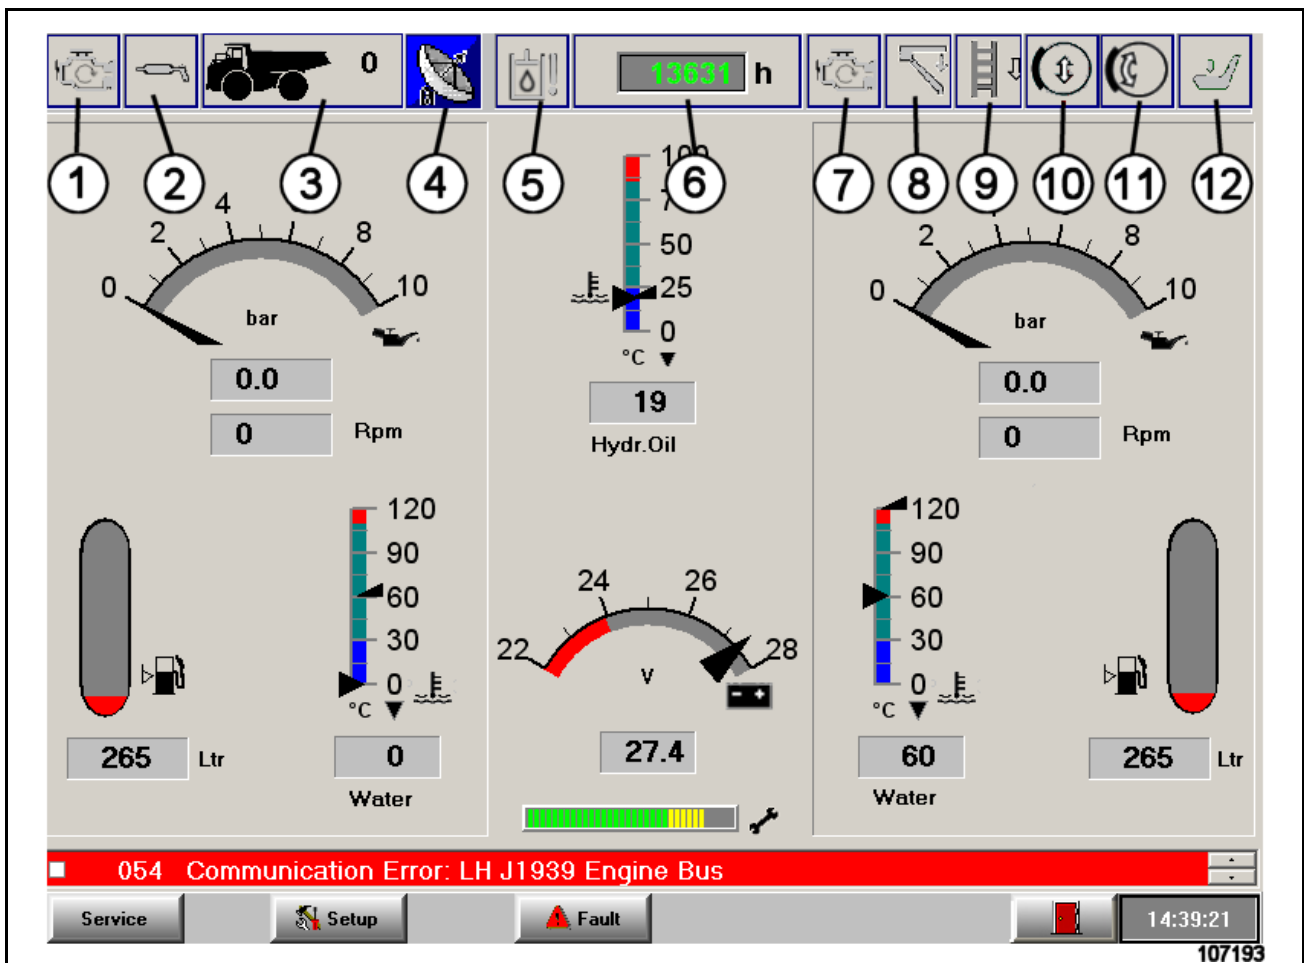 0
13631 h
1 2 3 4 5 6 7 8 9 10 11 12
0 2 4 8 10
bar
0.0
0 Rpm
100
50
25
0
°C
19
Hydr.Oil
0 2 8 10
bar
0.0
0 Rpm
120
90
60
30
0
°C
265 Ltr
0
Water
22 24 26 28
V
27.4
120
90
60
30
0
°C
60
Water
265 Ltr
054 Communication Error: LH J1939 Engine Bus
Service Setup Fault 14:39:21
107193